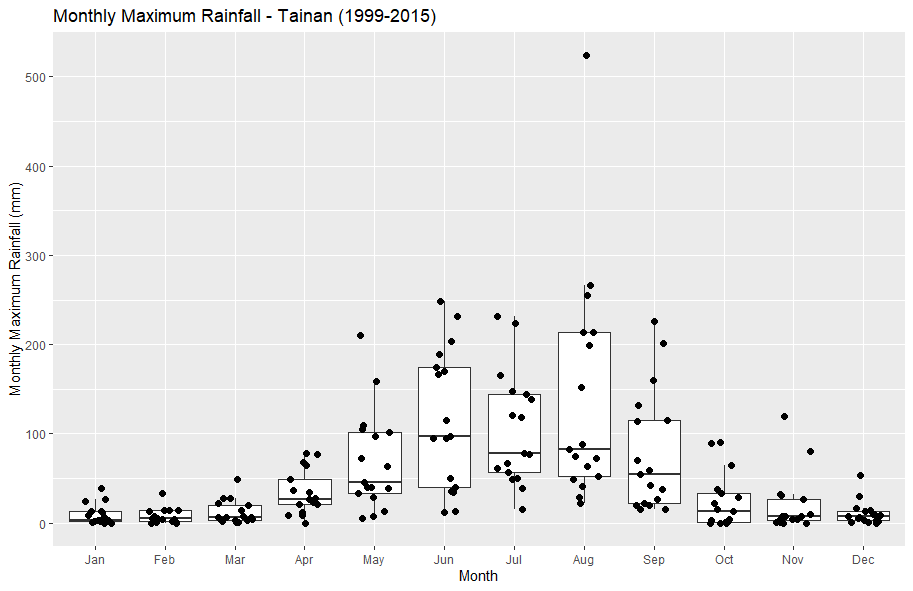 Monthly Maximum Rainfall - Tainan (1999-2015)
Monthly Maximum Rainfall (mm)
500
400
300
200
100
0
Jan Feb Mar Apr May Jun Jul Aug Sep Oct Nov Dec
Month